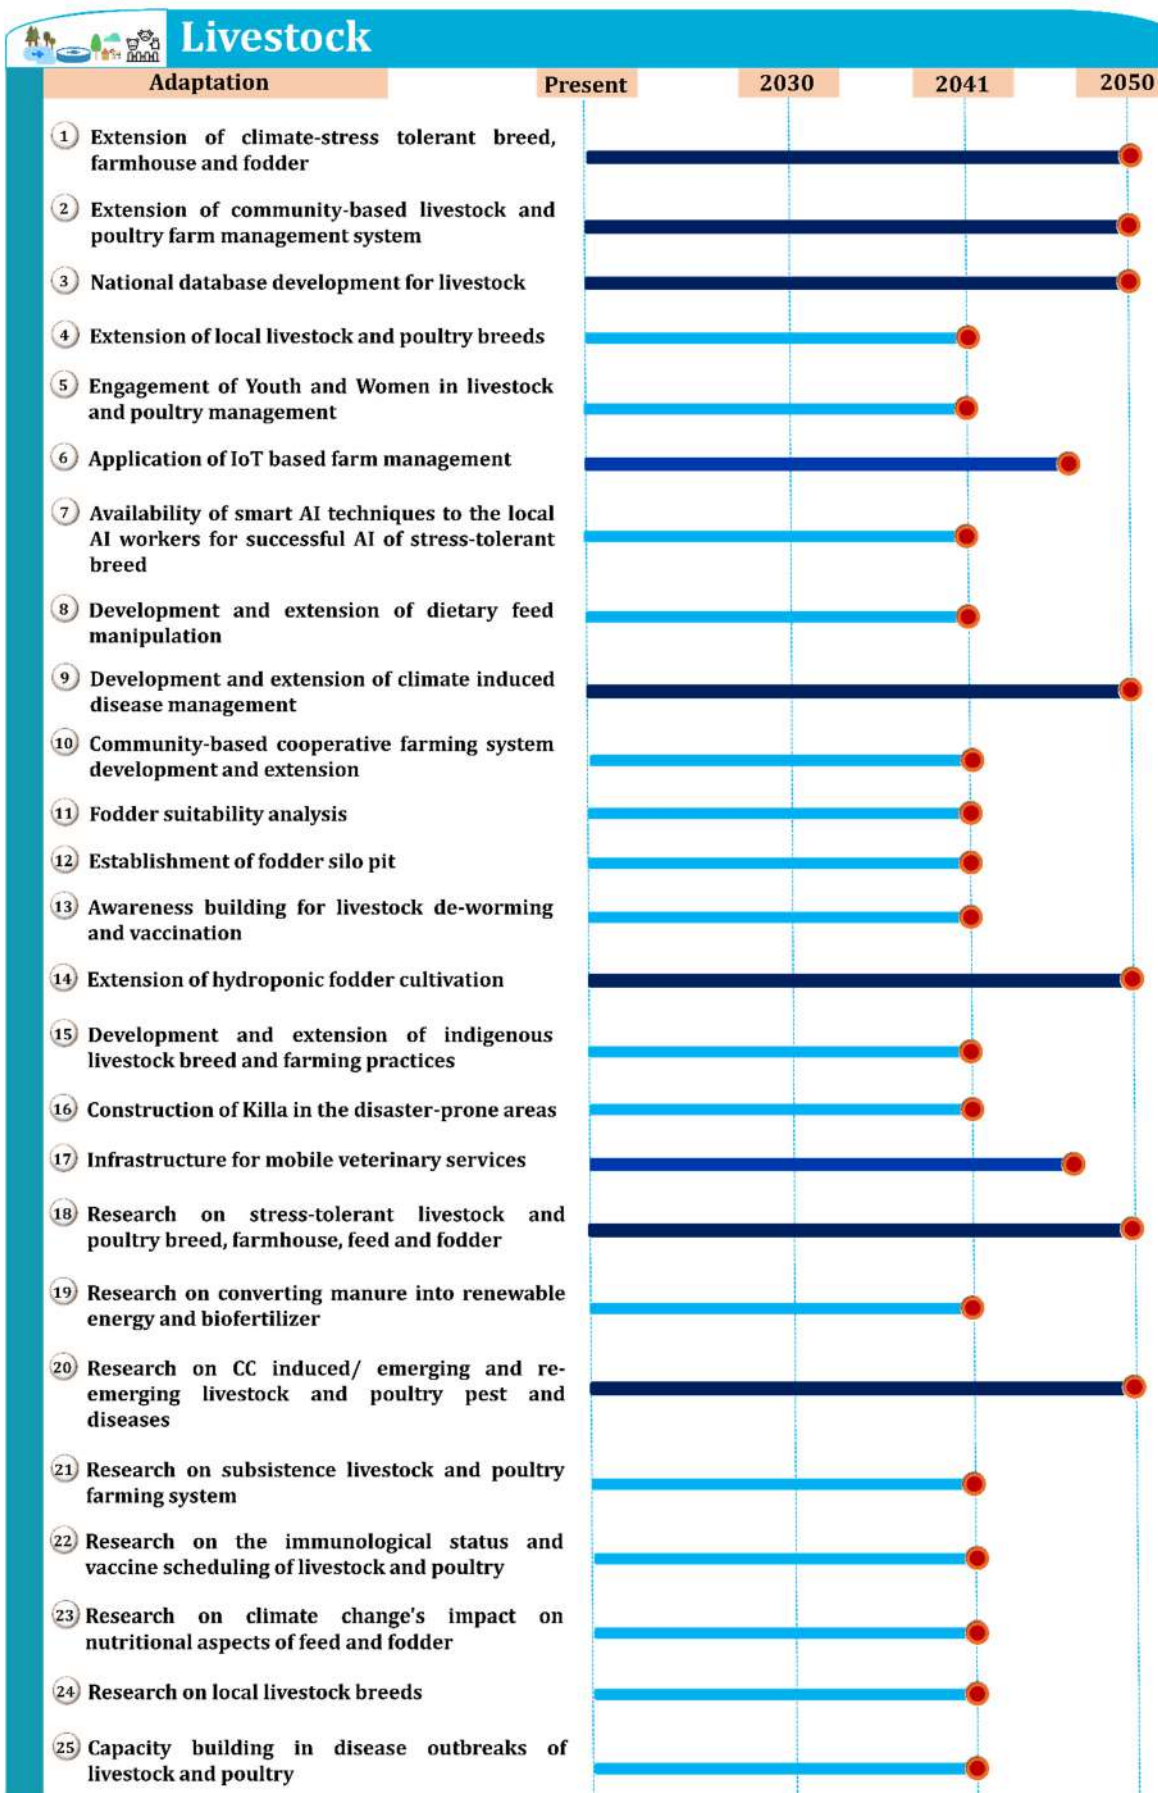 Livestock
Adaptation
Present
2030
2041
2050
1 Extension of climate-stress tolerant breed,
farmhouse and fodder
2 Extension of community-based livestock and
poultry farm management system
3 National database development for livestock
4 Extension of local livestock and poultry breeds
5 Engagement of Youth and Women in livestock
and poultry management
6 Application of IoT based farm management
7 Availability of smart AI techniques to the local
AI workers for successful AI of stress-tolerant
breed
8 Development and extension of dietary feed
manipulation
9 Development and extension of climate induced
disease management
10 Community-based cooperative farming system
development and extension
11 Fodder suitability analysis
12 Establishment of fodder silo pit
13 Awareness building for livestock de-worming
and vaccination
14 Extension of hydroponic fodder cultivation
15 Development and extension of indigenous
livestock breed and farming practices
16 Construction of Killa in the disaster-prone areas
17 Infrastructure for mobile veterinary services
18 Research on stress-tolerant livestock and
poultry breed, farmhouse, feed and fodder
19 Research on converting manure into renewable
energy and biofertilizer
20 Research on CC induced/ emerging and re-
emerging livestock and poultry pest and
diseases
21 Research on subsistence livestock and poultry
farming system
22 Research on the immunological status and
vaccine scheduling of livestock and poultry
23 Research on climate change's impact on
nutritional aspects of feed and fodder
24 Research on local livestock breeds
25 Capacity building in disease outbreaks of
livestock and poultry